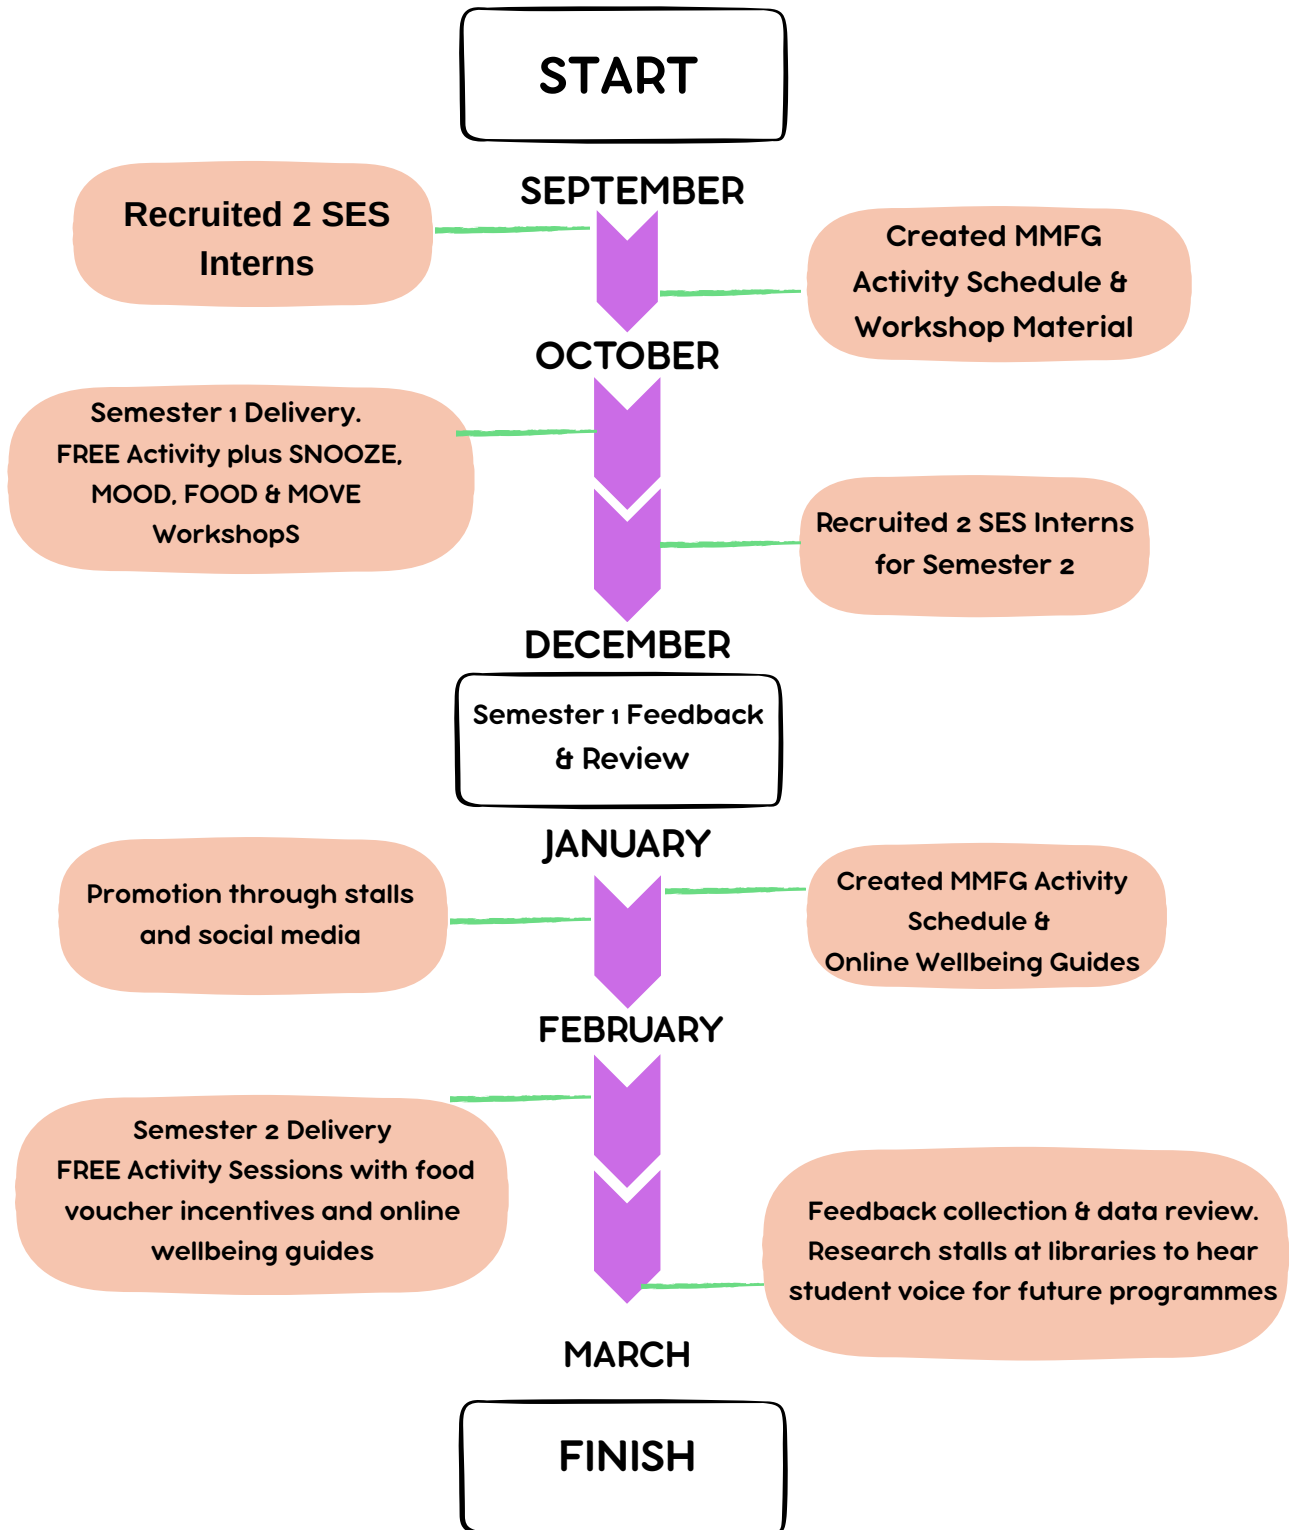 START
SEPTEMBER
Recruited 2 SES
Interns
Created MMFG
Activity Schedule &
Workshop Material
OCTOBER
Semester 1 Delivery.
FREE Activity plus SNOOZE,
MOOD, FOOD & MOVE
WorkshopS
Recruited 2 SES Interns
for Semester 2
DECEMBER
Semester 1 Feedback
& Review
JANUARY
Promotion through stalls
and social media
Created MMFG Activity
Schedule &
Online Wellbeing Guides
FEBRUARY
Semester 2 Delivery
FREE Activity Sessions with food
voucher incentives and online
wellbeing guides
Feedback collection & data review.
Research stalls at libraries to hear
student voice for future programmes
MARCH
FINISH